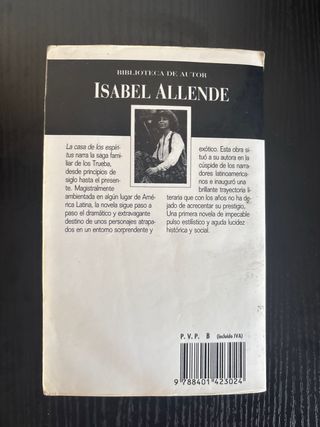 BIBLIOTECA DE AUTOR
ISABEL ALLENDE
La casa de los espíri-
tus narra la saga fami-
liar de los Trueba,
desde principios de
siglo hasta el presen-
te. Magistralmente
ambientada en algún lugar de Amé-
rica Latina, la novela sigue paso a
paso el dramático y extravagante
destino de unos personajes atrapa-
dos en un entorno sorprendente y
exótico. Esta obra si-
tuó a su autora en la
cúspide de los narra-
dores latinoamerica-
nos e inauguró una
brillante trayectoria li-
teraria que con los años no ha de-
jado de acrecentar su prestigio.
Una primera novela de impecable
pulso estilístico y aguda lucidez
histórica y social.
P. V. P. B (incluido IVA)
9 788401 423024